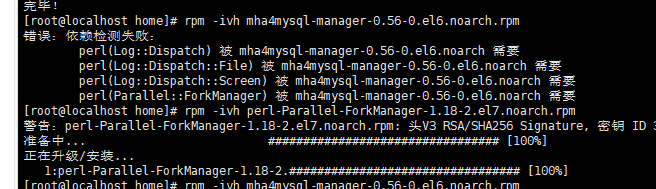 完毕！
[root@localhost home]# rpm -ivh mha4mysql-manager-0.56-0.el6.noarch.rpm
错误：依赖检测失败：
perl(Log::Dispatch) 被 mha4mysql-manager-0.56-0.el6.noarch 需要
perl(Log::Dispatch::File) 被 mha4mysql-manager-0.56-0.el6.noarch 需要
perl(Log::Dispatch::Screen) 被 mha4mysql-manager-0.56-0.el6.noarch 需要
perl(Parallel::ForkManager) 被 mha4mysql-manager-0.56-0.el6.noarch 需要
[root@localhost home]# rpm -ivh perl-Parallel-ForkManager-1.18-2.el7.noarch.rpm
警告：perl-Parallel-ForkManager-1.18-2.el7.noarch.rpm: 头V3 RSA/SHA256 Signature, 密钥 ID 3
准备中... ################################# [100%]
正在升级/安装...
1:perl-Parallel-ForkManager-1.18-2.################################# [100%]
[root@localhost home]# rpm -ivh mha4mysql-manager-0.56-0.el6.noarch.rpm